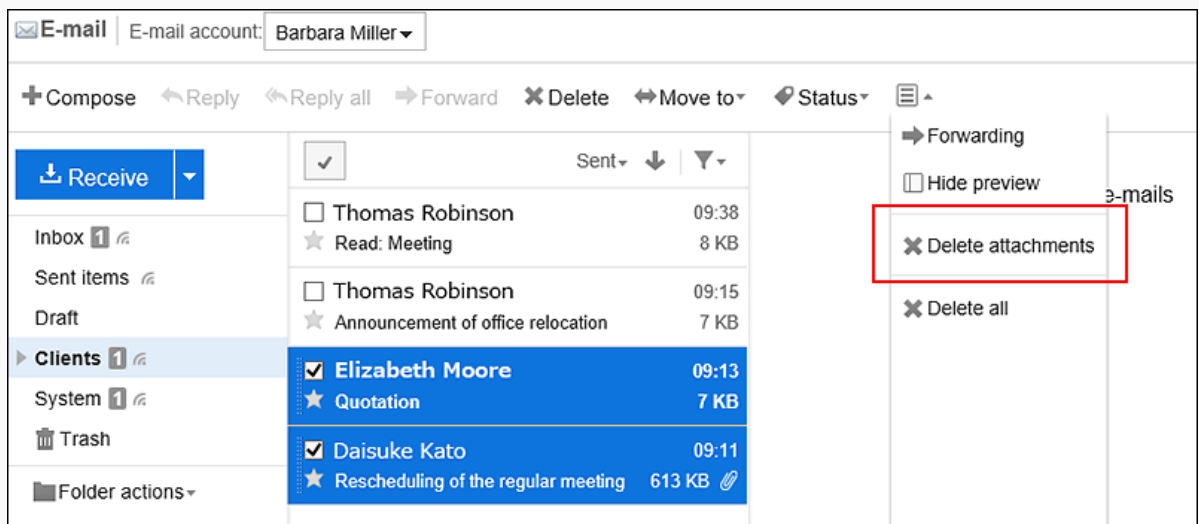 E-mail E-mail account: Barbara Miller
Compose Reply Reply all Forward Delete Move to Status
Forwarding
Hide preview
e-mails
Delete attachments
Delete all
Receive
Inbox 1
Sent items
Draft
Clients 1
System 1
Trash
Folder actions
Sent
Thomas Robinson 09:38
Read: Meeting 8 KB
Thomas Robinson 09:15
Announcement of office relocation 7 KB
Elizabeth Moore 09:13
Quotation 7 KB
Daisuke Kato 09:11
Rescheduling of the regular meeting 613 KB